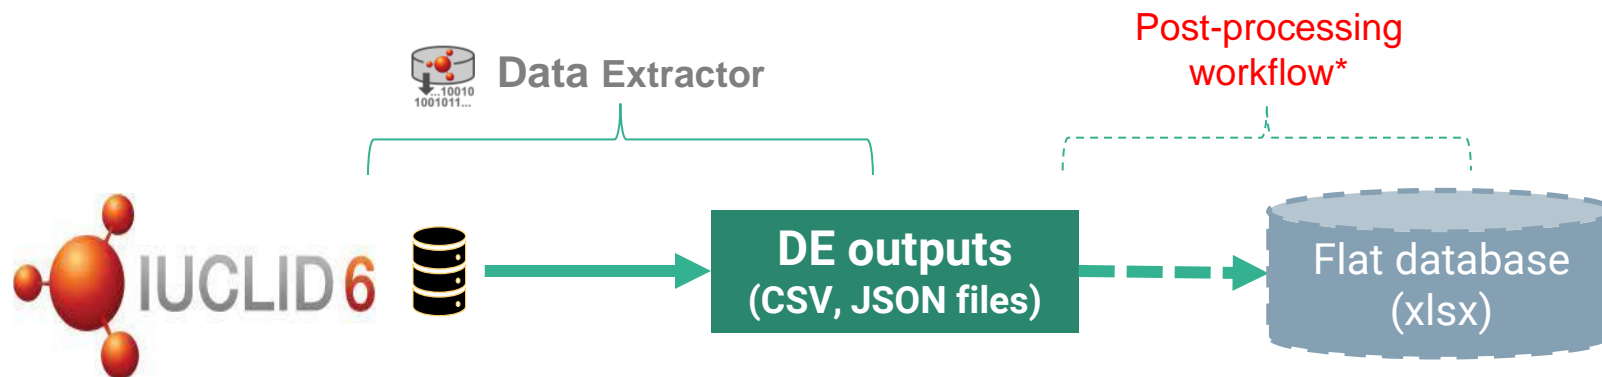 Post-processing
workflow*
Data Extractor
...10010
1001011...
IUCLID 6
DE outputs
(CSV, JSON files)
Flat database
(xlsx)